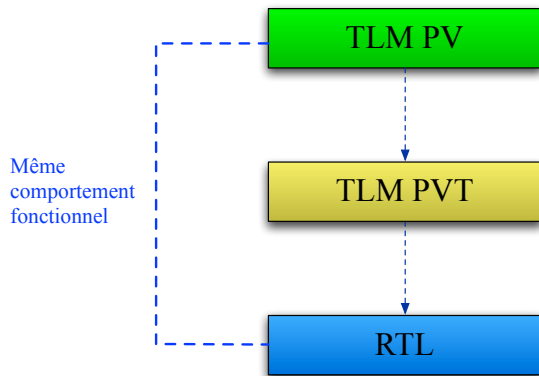 TLM PV
Même
comportement
fonctionnel
TLM PVT
RTL